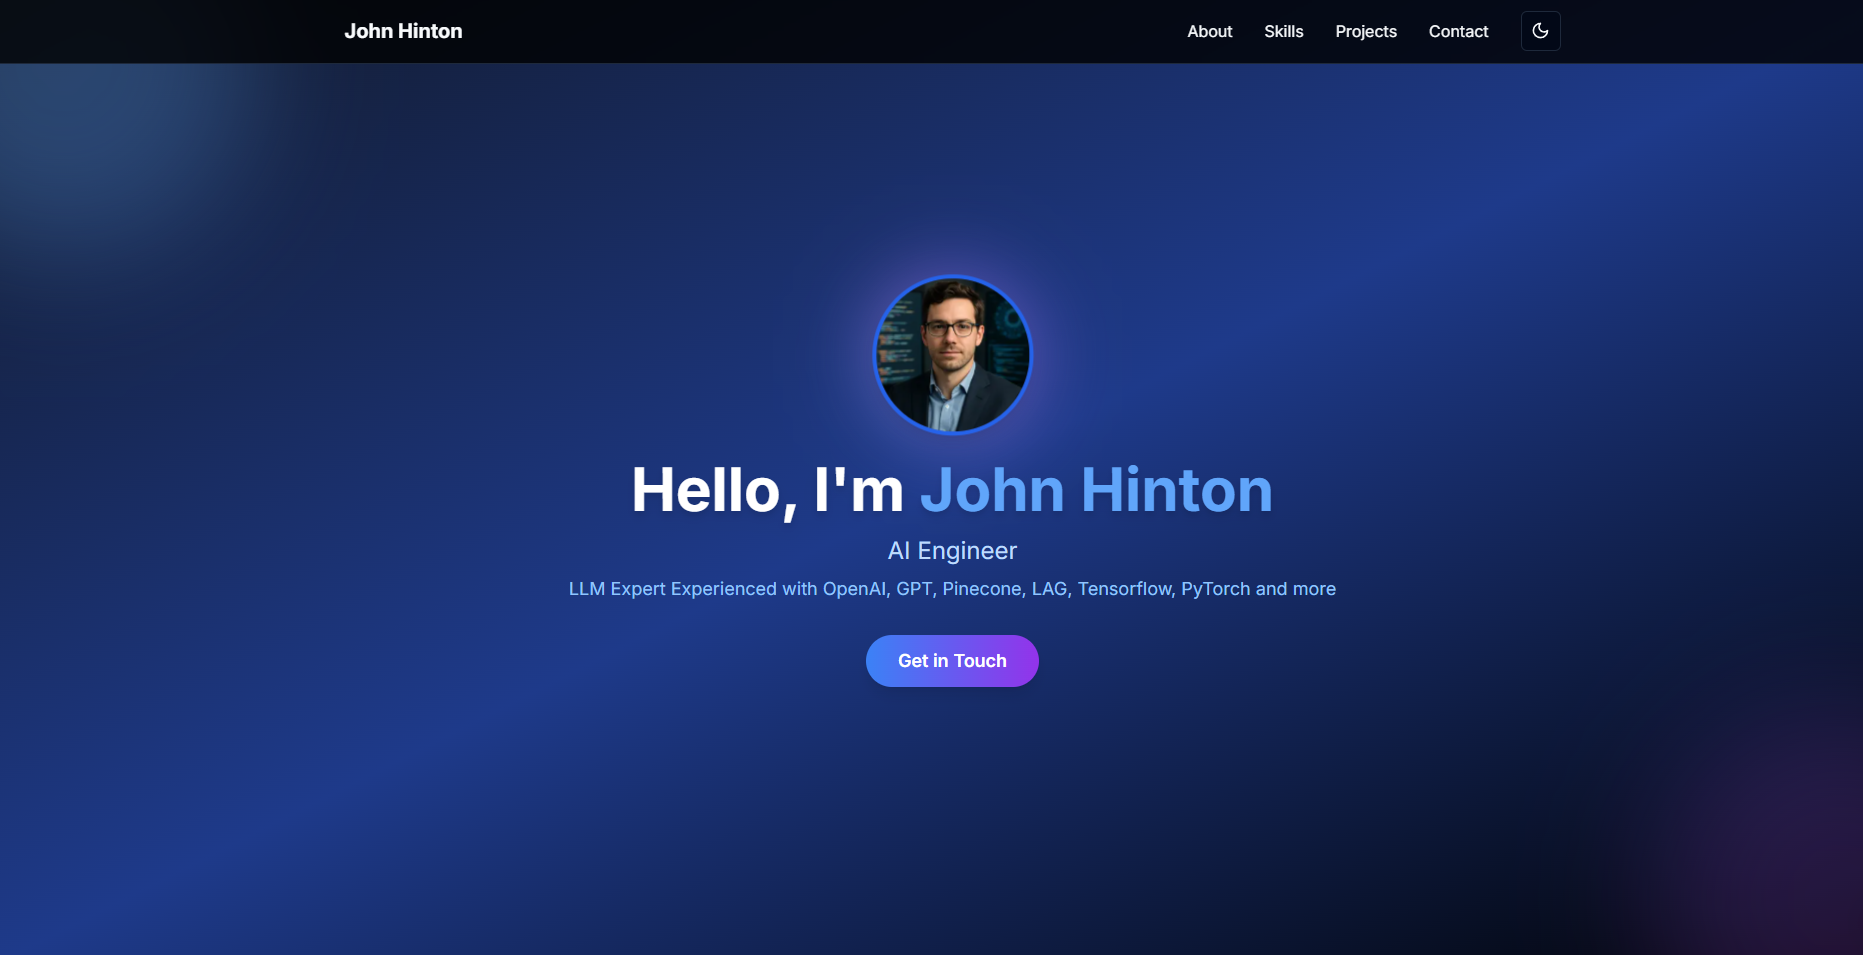 John Hinton
About Skills Projects Contact
Hello, I'm John Hinton
AI Engineer
LLM Expert Experienced with OpenAI, GPT, Pinecone, LAG, Tensorflow, PyTorch and more
Get in Touch